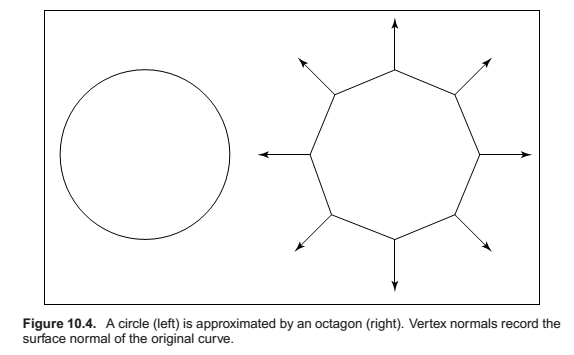 Figure 10.4. A circle (left) is approximated by an octagon (right). Vertex normals record the
surface normal of the original curve.